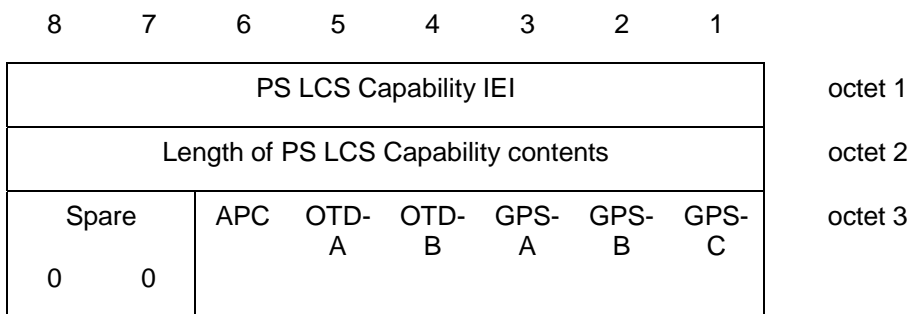 8 7 6 5 4 3 2 1
PS LCS Capability IEI octet 1
Length of PS LCS Capability contents octet 2
Spare APC OTD- OTD- GPS- GPS- GPS- octet 3
A B A B C
0 0